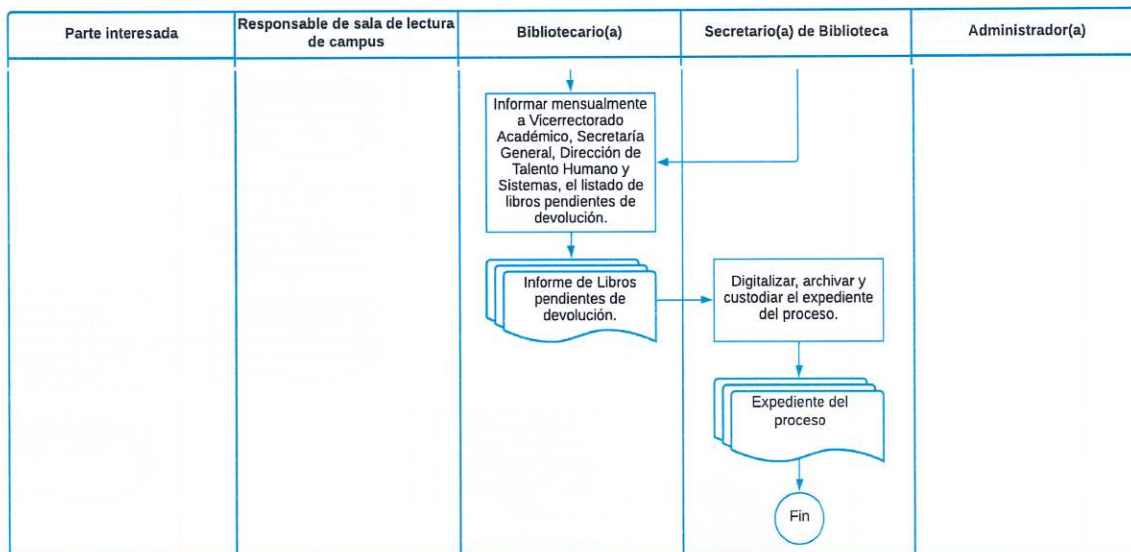 Parte interesada
Responsable de sala de lectura
de campus
Bibliotecario(a)
Secretario(a) de Biblioteca
Administrador(a)
Informar mensualmente
a Vicerrectorado
Académico, Secretaría
General, Dirección de
Talento Humano y
Sistemas, el listado de
libros pendientes de
devolución.
Informe de Libros
pendientes de
devolución.
Digitalizar, archivar y
custodiar el expediente
del proceso.
Expediente del
proceso
Fin